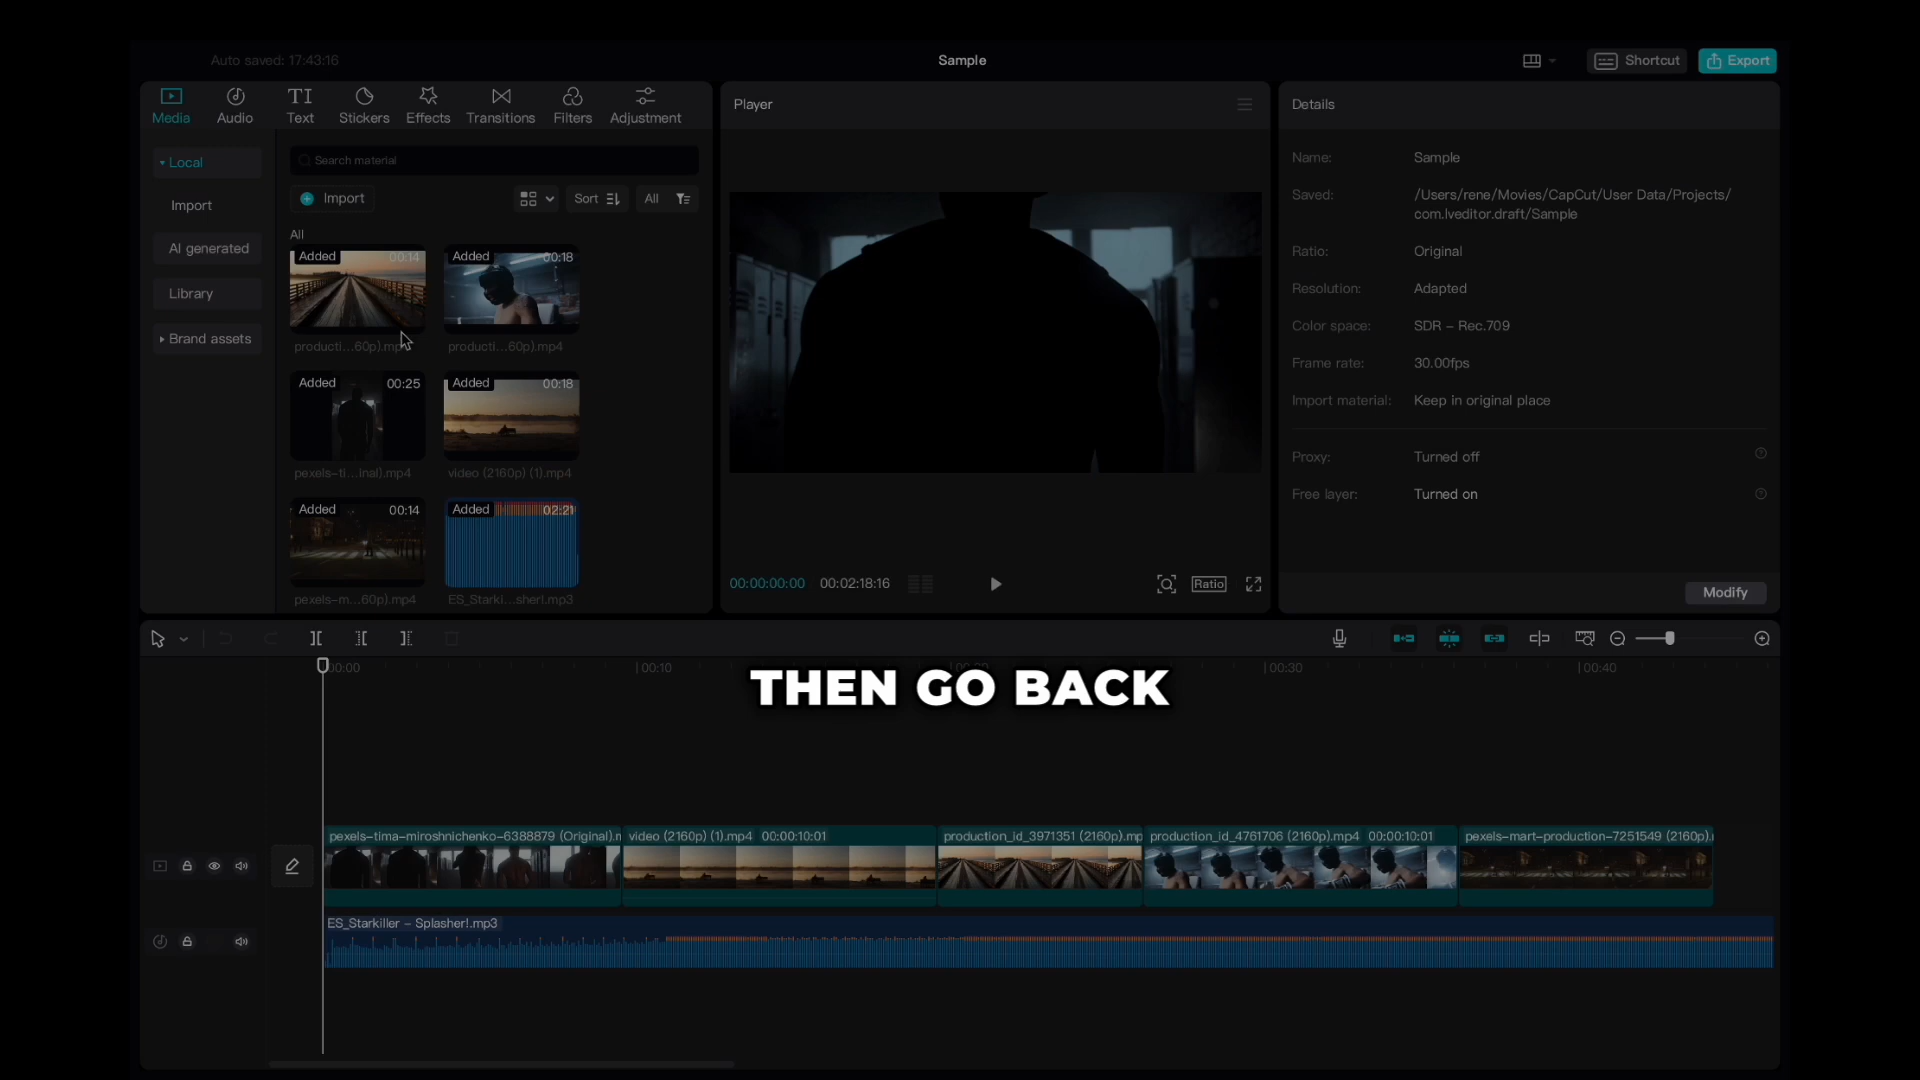 Auto saved: 17:43:16
Sample
Shortcut
Export
Media
Audio
Text
Stickers
Effects
Transitions
Filters
Adjustment
Local
Import
AI generated
Library
Brand assets
Search material
Import
Sort
All
All
Added 00:14
producti...60p).mp4
Added 00:18
producti...60p).mp4
Added 00:25
pexels-ti...inal).mp4
Added 00:18
video (2160p) (1).mp4
Added 00:14
pexels-m...60p).mp4
Added 02:21
ES_Starki...sher!.mp3
Player
00:00:00:00
00:02:18:16
Ratio
Details
Name: Sample
Saved: /Users/rene/Movies/CapCut/User Data/Projects/
com.lveditor.draft/Sample
Ratio: Original
Resolution: Adapted
Color space: SDR – Rec.709
Frame rate: 30.00fps
Import material: Keep in original place
Proxy: Turned off
Free layer: Turned on
Modify
00:00
00:10
00:20
00:30
00:40
THEN GO BACK
pexels-tima-miroshnichenko-6388879 (Original).m
video (2160p) (1).mp4 00:00:10:01
production_id_3971351 (2160p).mp
production_id_4761706 (2160p).mp4 00:00:10:01
pexels-mart-production-7251549 (2160p).
ES_Starkiller – Splasher!.mp3